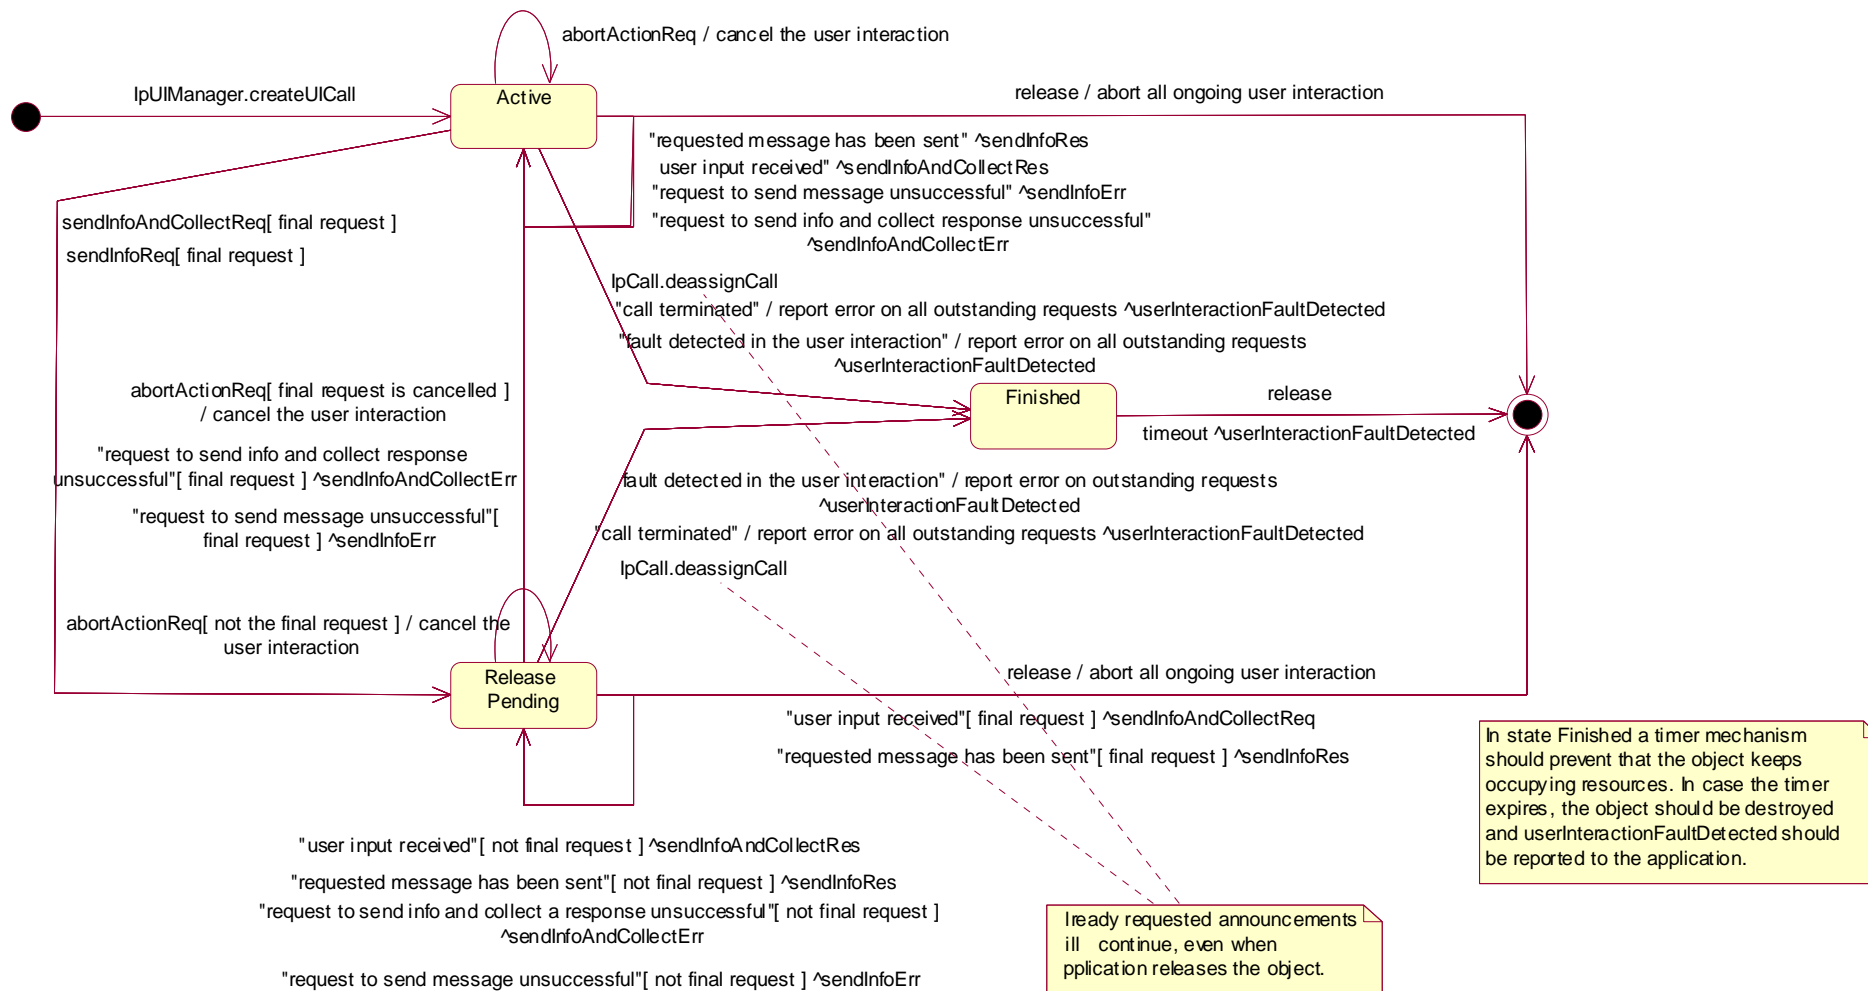 abortActionReq / cancel the user interaction
IpUIManager.createUICall
Active
release / abort all ongoing user interaction
"requested message has been sent" ^sendInfoRes
user input received" ^sendInfoAndCollectRes
"request to send message unsuccessful" ^sendInfoErr
"request to send info and collect response unsuccessful"
^sendInfoAndCollectErr
sendInfoAndCollectReq[ final request ]
sendInfoReq[ final request ]
IpCall.deassignCall
"call terminated" / report error on all outstanding requests ^userInteractionFaultDetected
"fault detected in the user interaction" / report error on all outstanding requests
^userInteractionFaultDetected
abortActionReq[ final request is cancelled ]
/ cancel the user interaction
Finished
release
timeout ^userInteractionFaultDetected
"request to send info and collect response
unsuccessful"[ final request ] ^sendInfoAndCollectErr
"request to send message unsuccessful"[
final request ] ^sendInfoErr
fault detected in the user interaction" / report error on outstanding requests
^userInteractionFaultDetected
"call terminated" / report error on all outstanding requests ^userInteractionFaultDetected
IpCall.deassignCall
abortActionReq[ not the final request ] / cancel the
user interaction
Release
Pending
release / abort all ongoing user interaction
"user input received"[ final request ] ^sendInfoAndCollectReq
"requested message has been sent"[ final request ] ^sendInfoRes
In state Finished a timer mechanism
should prevent that the object keeps
occupying resources. In case the timer
expires, the object should be destroyed
and userInteractionFaultDetected should
be reported to the application.
"user input received"[ not final request ] ^sendInfoAndCollectRes
"requested message has been sent"[ not final request ] ^sendInfoRes
"request to send info and collect a response unsuccessful"[ not final request ]
^sendInfoAndCollectErr
"request to send message unsuccessful"[ not final request ] ^sendInfoErr
lready requested announcements
ill continue, even when
pplication releases the object.